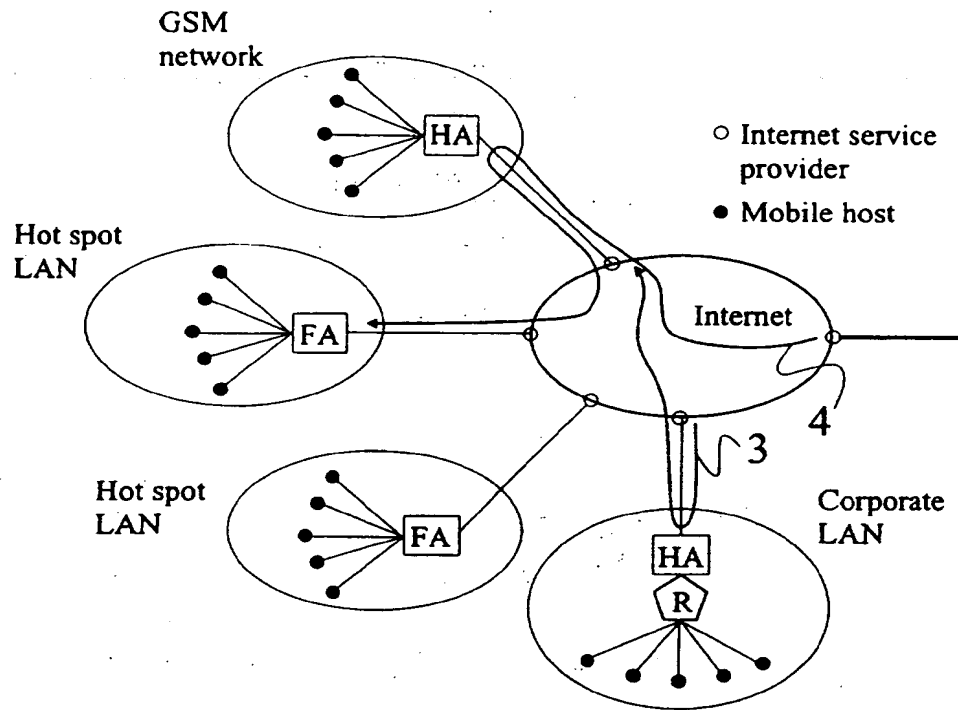 GSM
network
HA
Internet service
provider
Mobile host
Hot spot
LAN
FA
Internet
4
3
Hot spot
LAN
FA
Corporate
LAN
HA
R